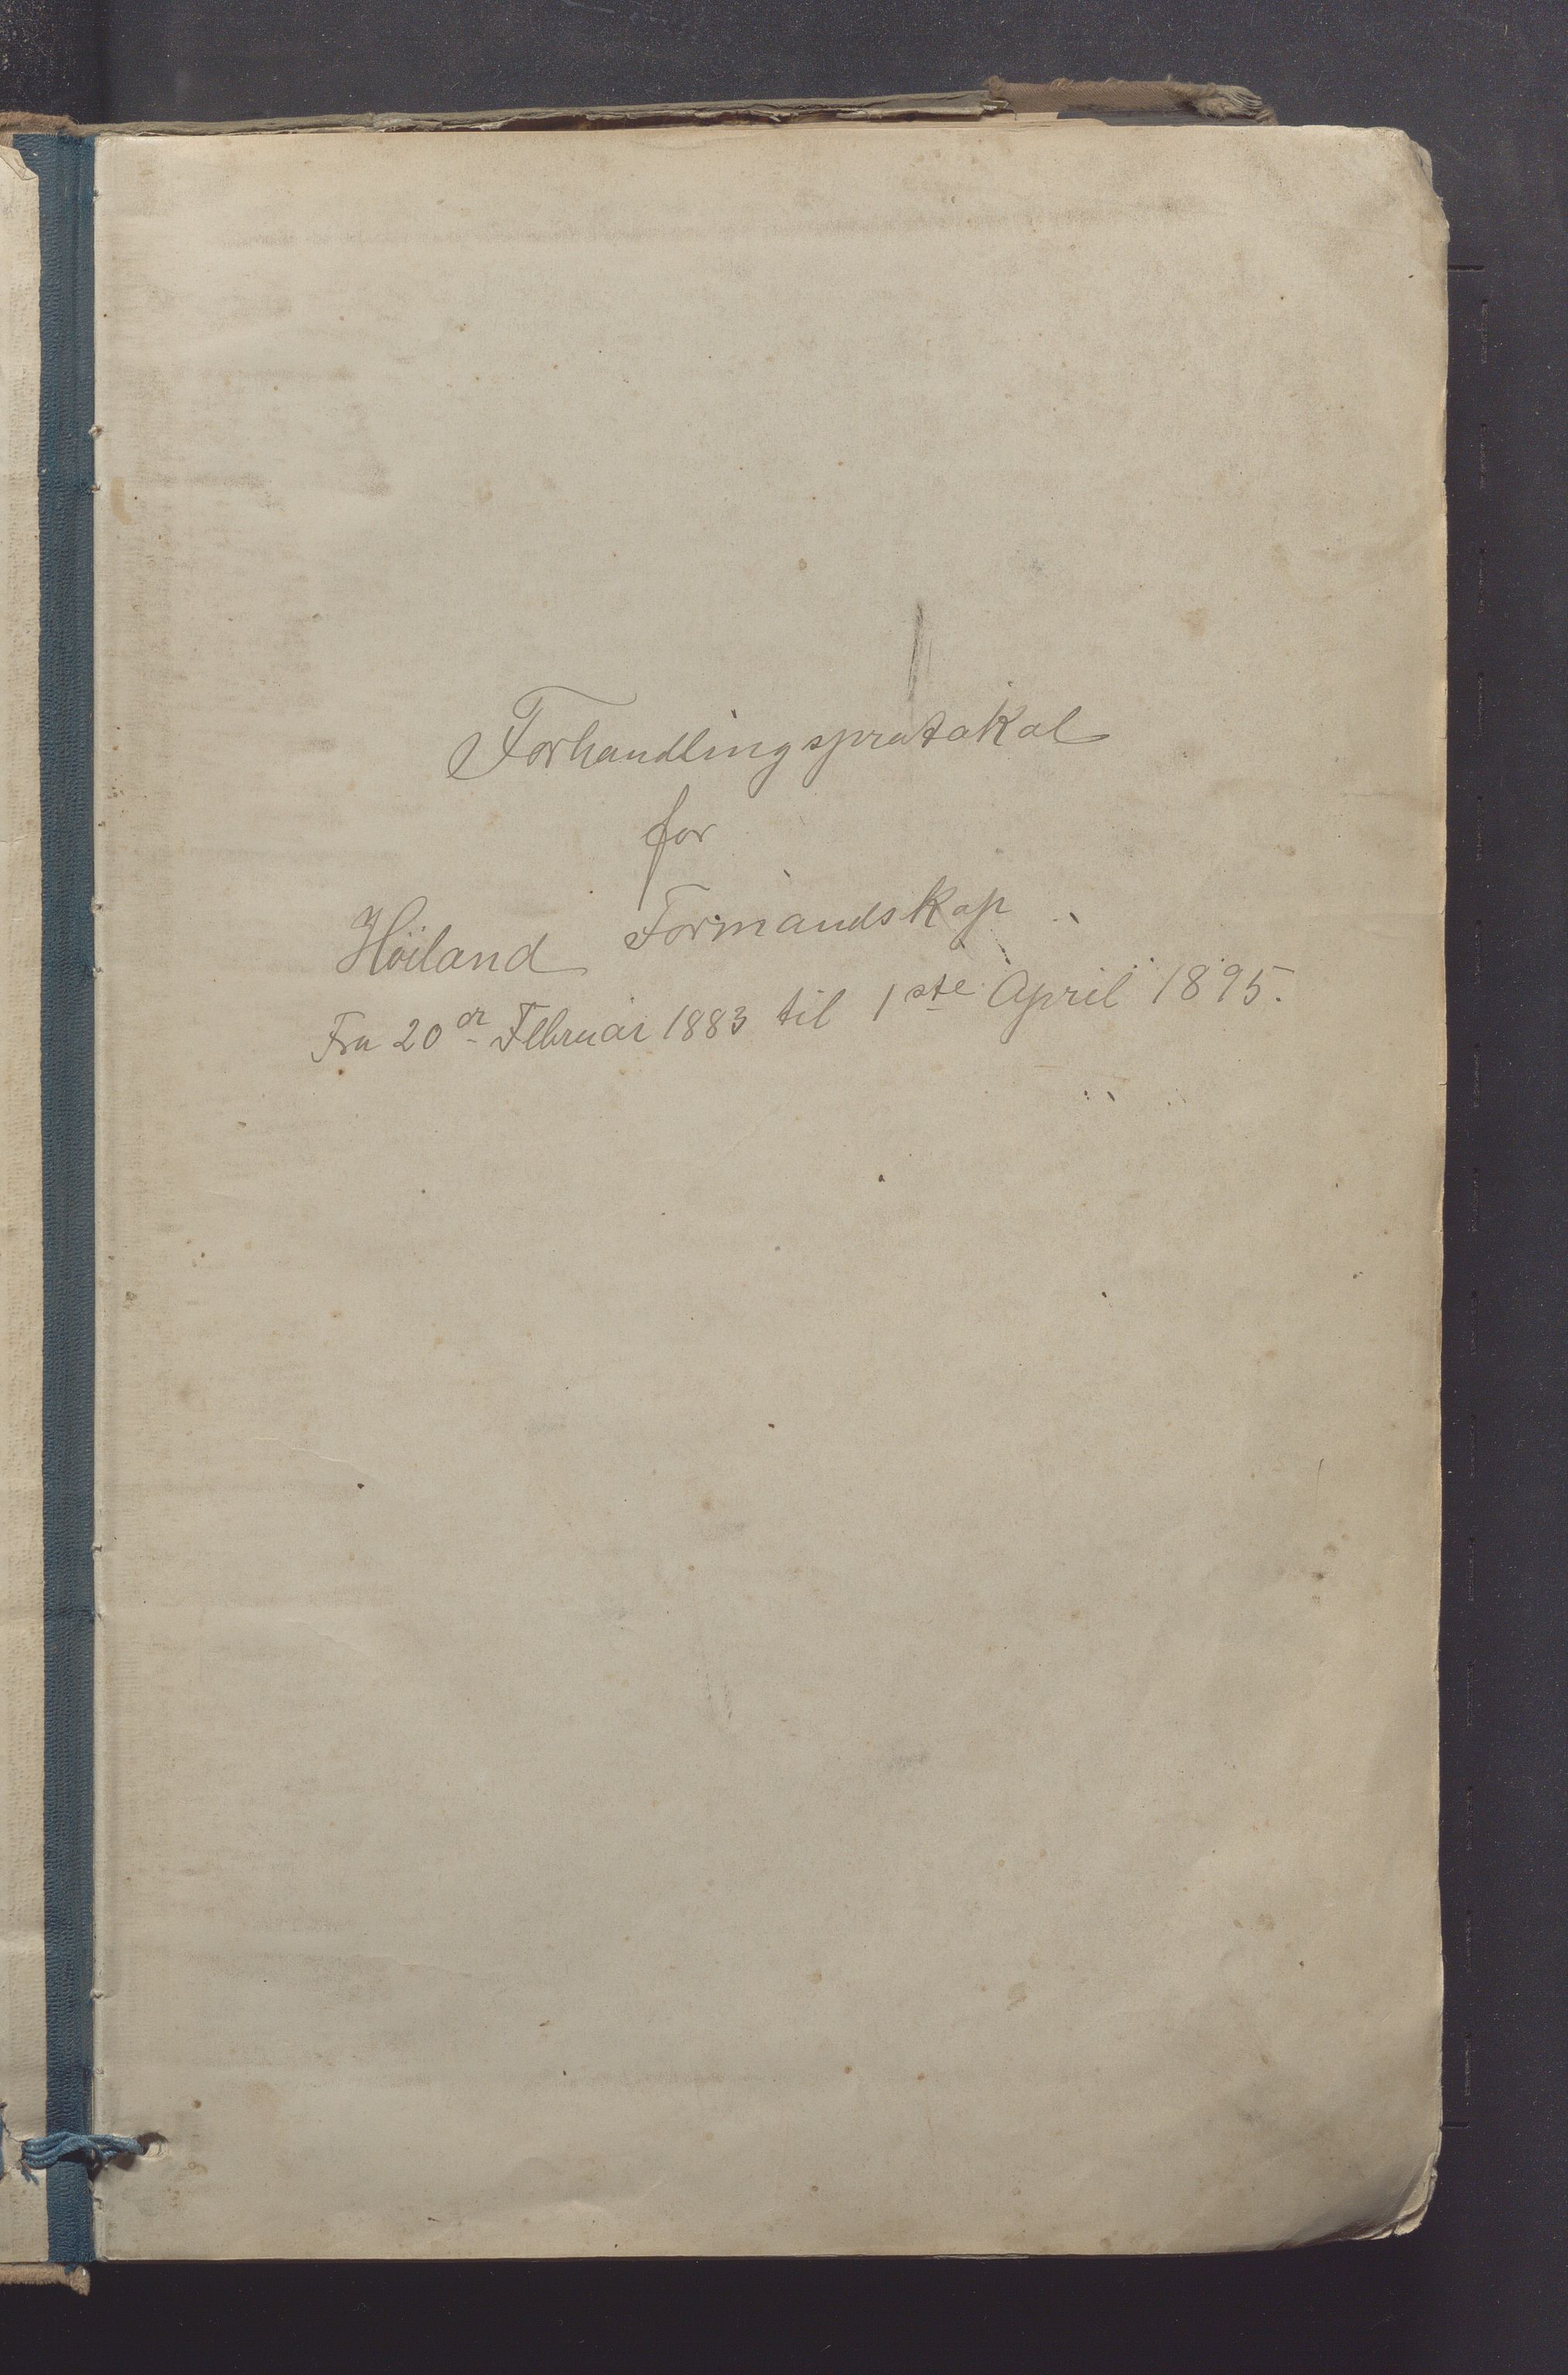 Forhandlingsprotokol
for
Höiland Formandskap
Fra 20de Februar 1883 til 1ste April 1895.